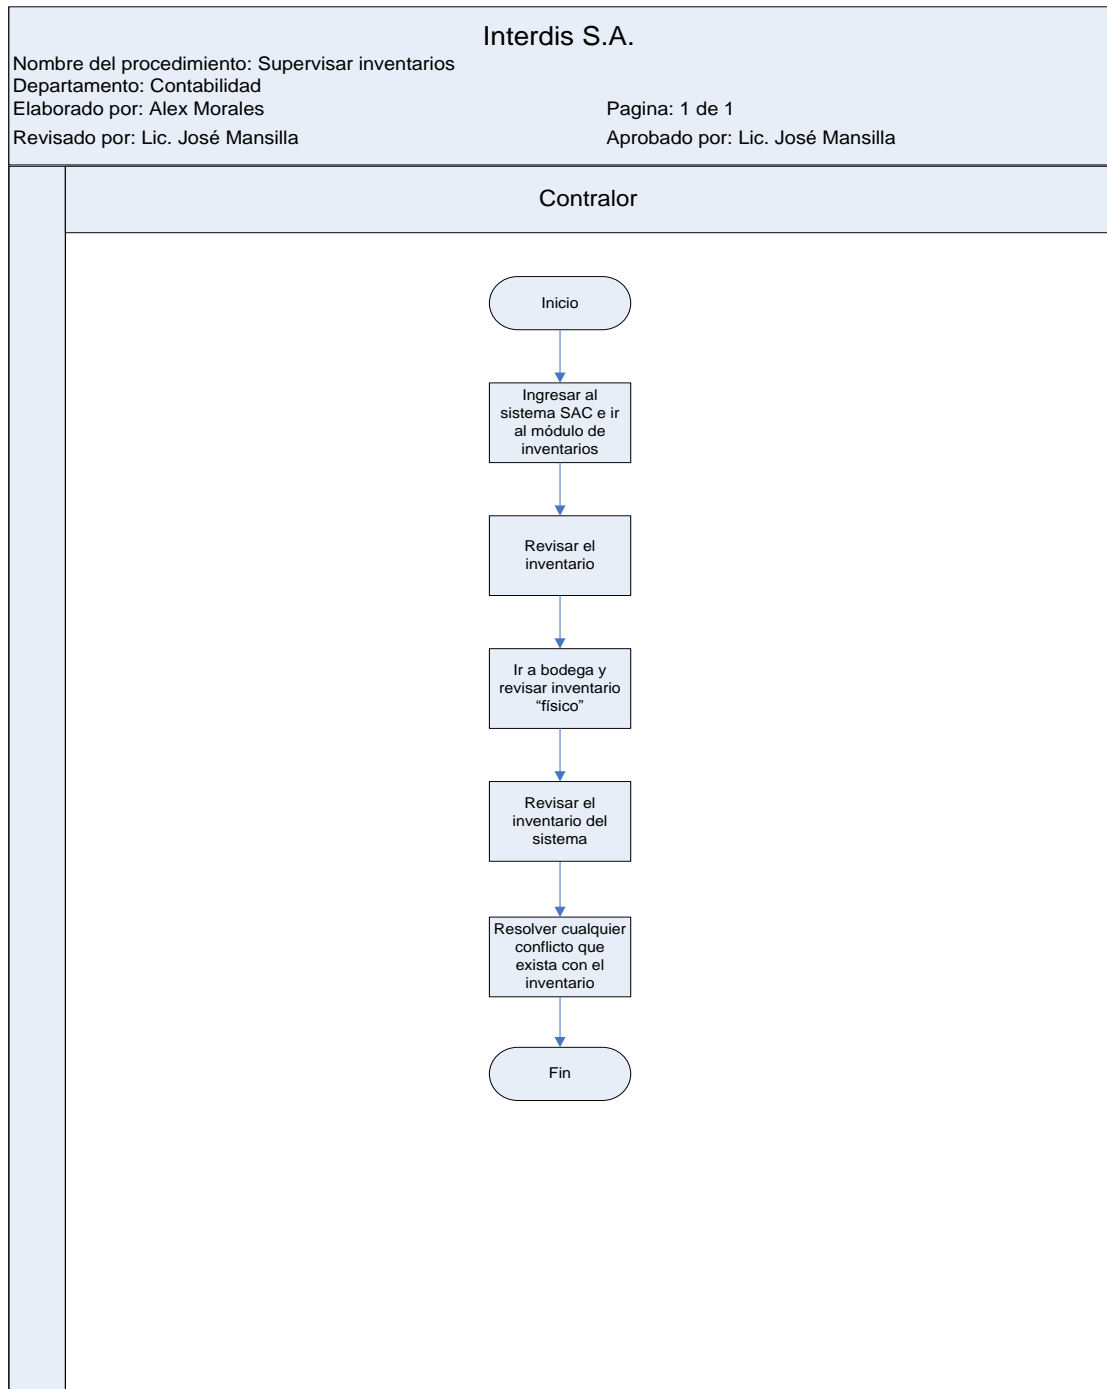 Interdis S.A.
Nombre del procedimiento: Supervisar inventarios
Departamento: Contabilidad
Elaborado por: Alex Morales
Pagina: 1 de 1
Revisado por: Lic. José Mansilla
Aprobado por: Lic. José Mansilla
Contralor
Inicio
Ingresar al
sistema SAC e ir
al módulo de
inventarios
Revisar el
inventario
Ir a bodega y
revisar inventario
“físico”
Revisar el
inventario del
sistema
Resolver cualquier
conflicto que
exista con el
inventario
Fin